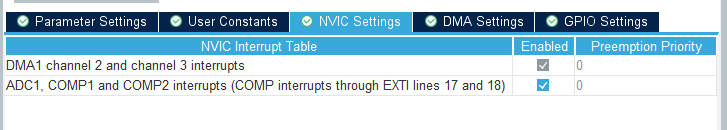 Parameter Settings User Constants NVIC Settings DMA Settings GPIO Settings
NVIC Interrupt Table Enabled Preemption Priority
DMA1 channel 2 and channel 3 interrupts 0
ADC1, COMP1 and COMP2 interrupts (COMP interrupts through EXTI lines 17 and 18) 0